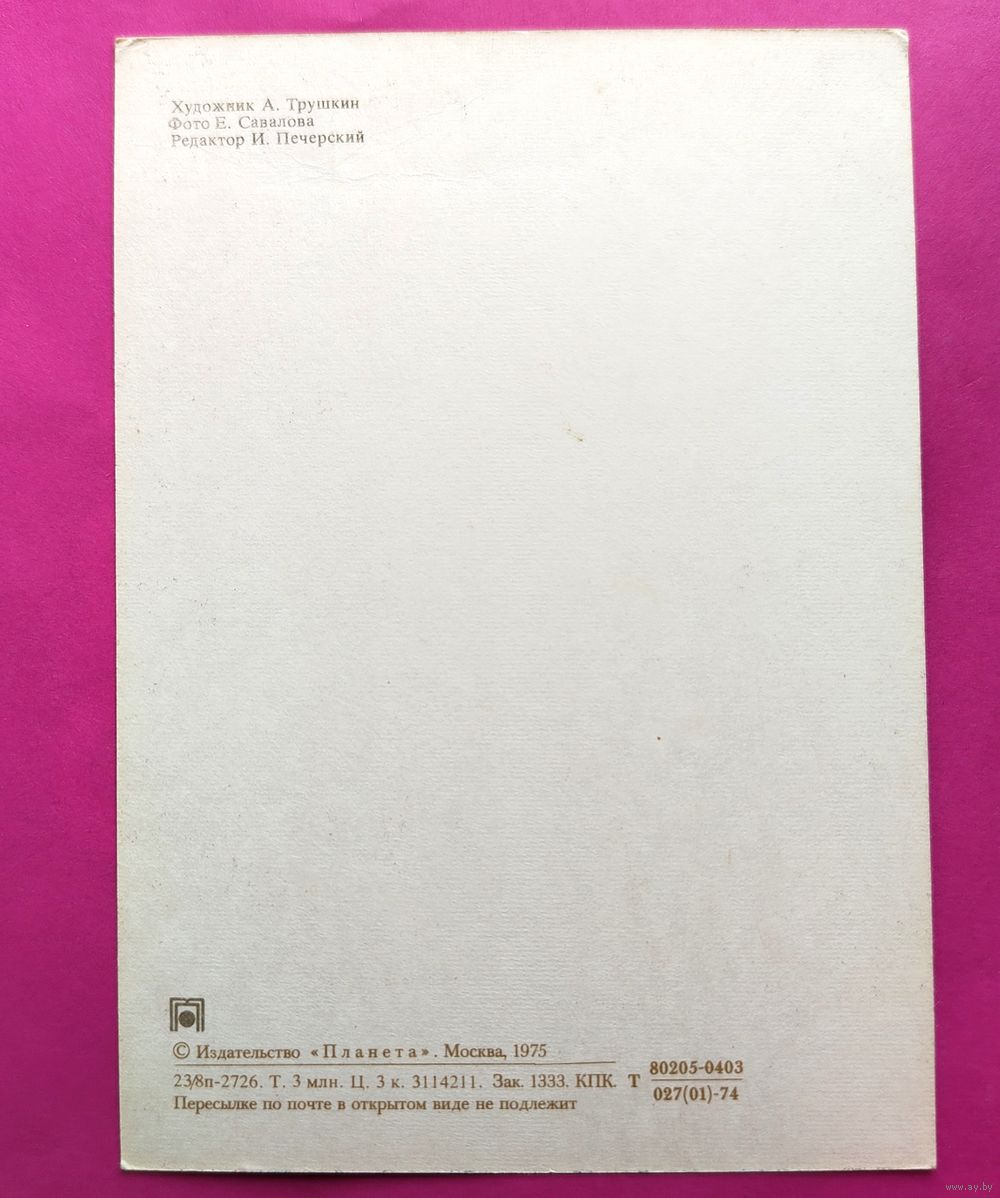 Художник А. Трушкин
Фото Е. Савалова
Редактор И. Печерский
© Издательство «Планета». Москва, 1975
23/8п-2726. Т. 3 млн. Ц. 3 к. 3114211. Зак. 1333. КПК. Т 80205-0403
027(01)-74
Пересылке по почте в открытом виде не подлежит
www.ay.by